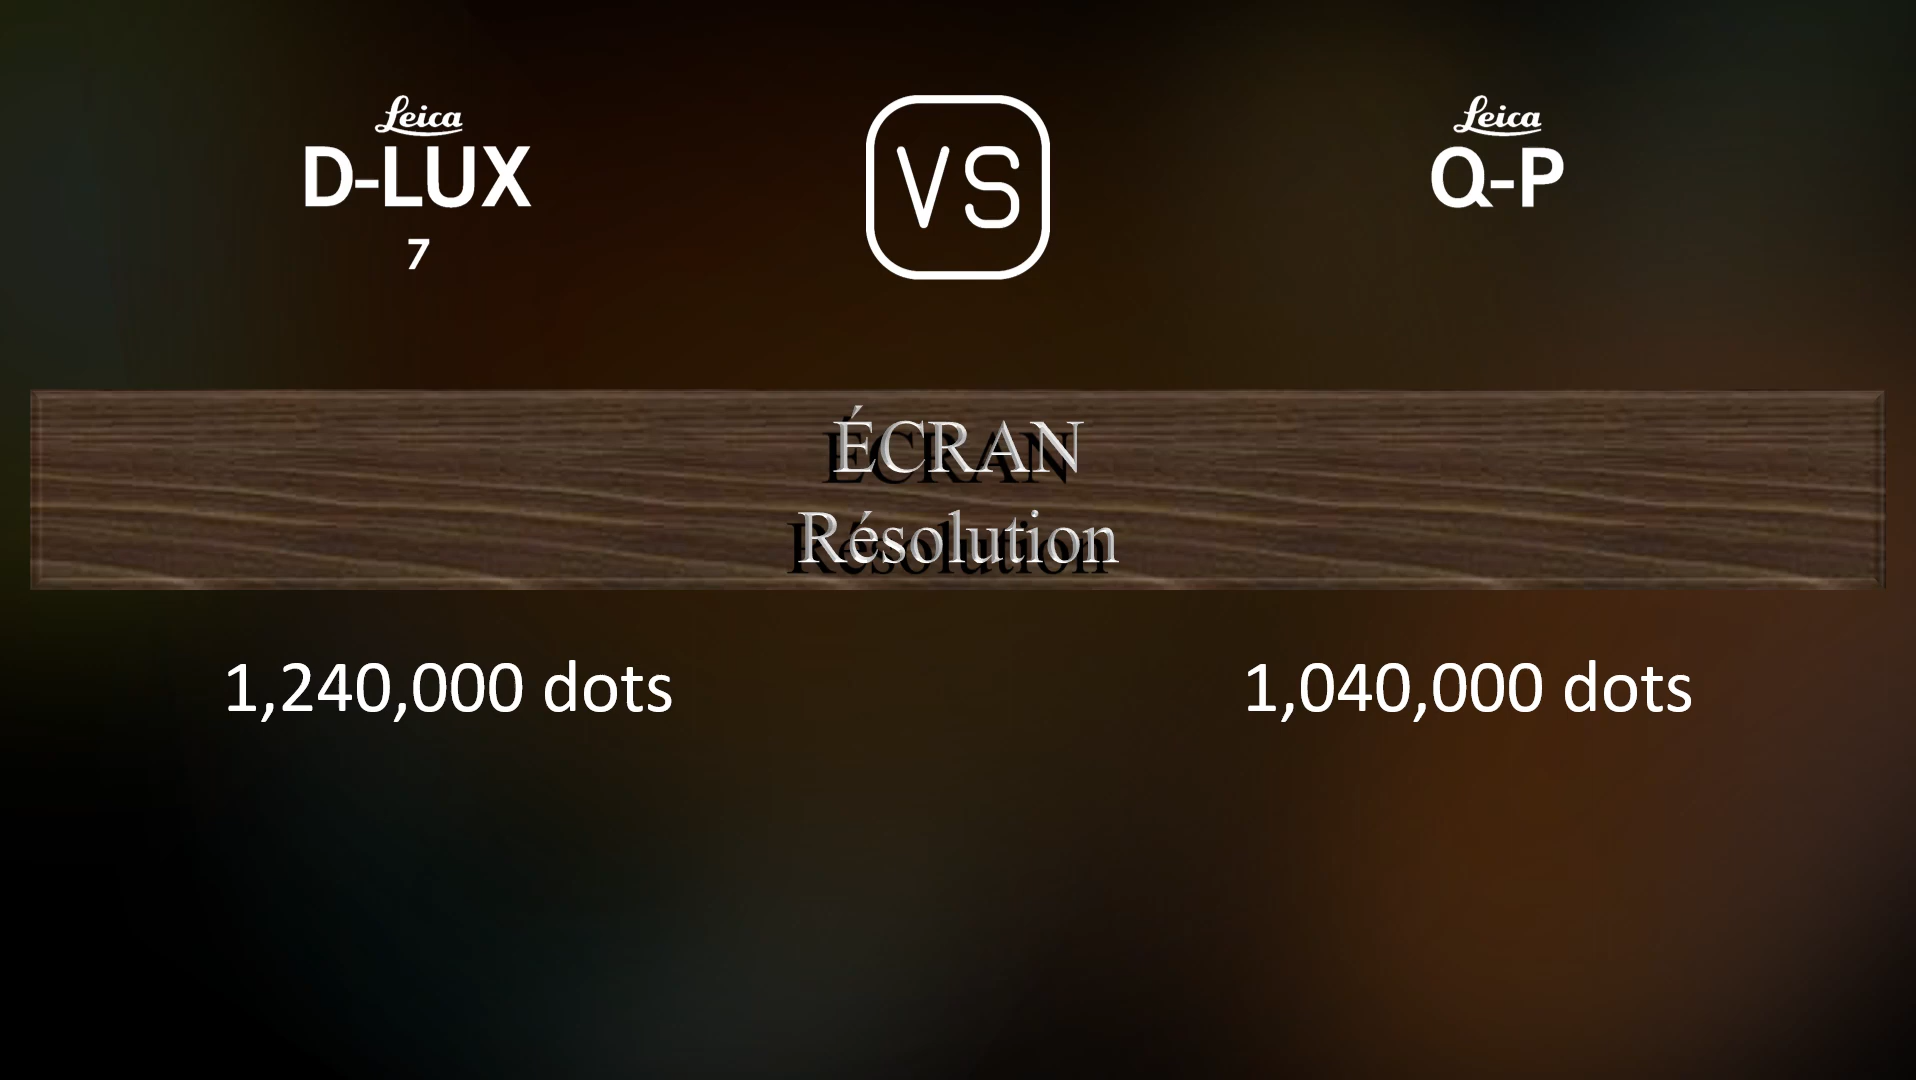 Leica
D-LUX
7
VS
Leica
Q-P
ÉCRAN
Résolution
1,240,000 dots
1,040,000 dots